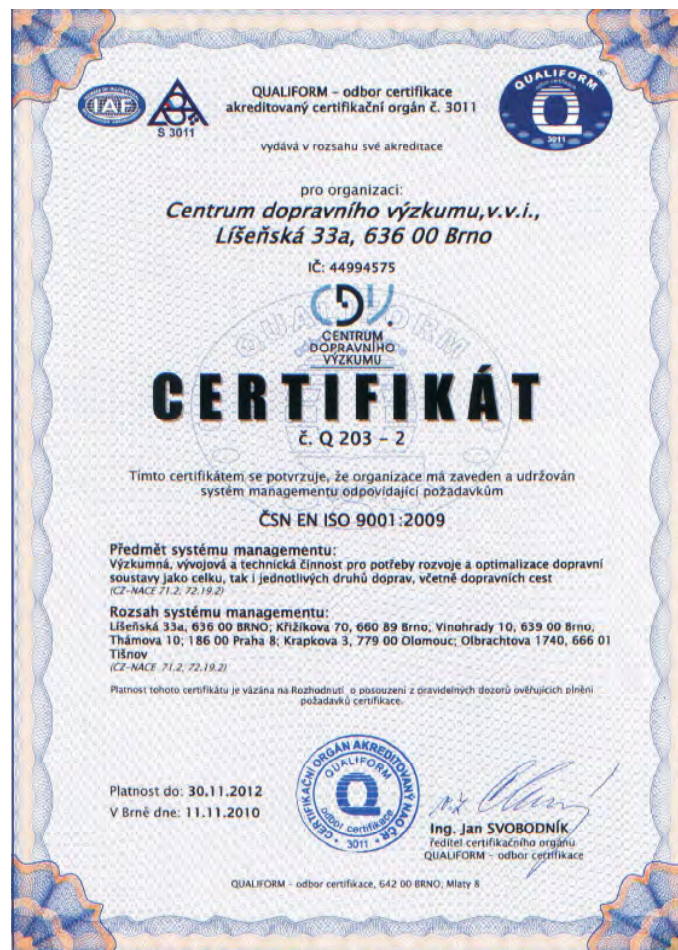 IAF
S 3011
QUALIFORM – odbor certifikace
akreditovaný certifikační orgán č. 3011
QUALIFORM
Q
3011
vydává v rozsahu své akreditace
pro organizaci:
Centrum dopravního výzkumu,v.v.i.,
Líšeňská 33a, 636 00 Brno
IČ: 44994575
CDV
CENTRUM
DOPRAVNÍHO
VÝZKUMU
CERTIFIKÁT
č. Q 203 – 2
Tímto certifikátem se potvrzuje, že organizace má zaveden a udržován
systém managementu odpovídající požadavkům
ČSN EN ISO 9001:2009
Předmět systému managementu:
Výzkumná, vývojová a technická činnost pro potřeby rozvoje a optimalizace dopravní
soustavy jako celku, tak i jednotlivých druhů doprav, včetně dopravních cest
(CZ-NACE 71.2, 72.19.2)
Rozsah systému managementu:
Líšeňská 33a, 636 00 BRNO; Křížikova 70, 660 89 Brno; Vinohrady 10, 639 00 Brno,
Thámova 10; 186 00 Praha 8; Krapkova 3, 779 00 Olomouc; Olbrachtova 1740, 666 01
Tišnov
(CZ-NACE 71.2, 72.19.2)
Platnost tohoto certifikátu je vázána na Rozhodnutí o posouzení z pravidelných dozorů ověřujících plnění
požadavků certifikace.
Platnost do: 30.11.2012
V Brně dne: 11.11.2010
CERTIFIKAČNÍ ORGÁN AKREDITOVANÝ NAO ČR
QUALIFORM
Q
odbor certifikace
3011
Ing. Jan SVOBODNÍK
ředitel certifikačního orgánu
QUALIFORM – odbor certifikace
QUALIFORM – odbor certifikace, 642 00 BRNO, Mlaty 8